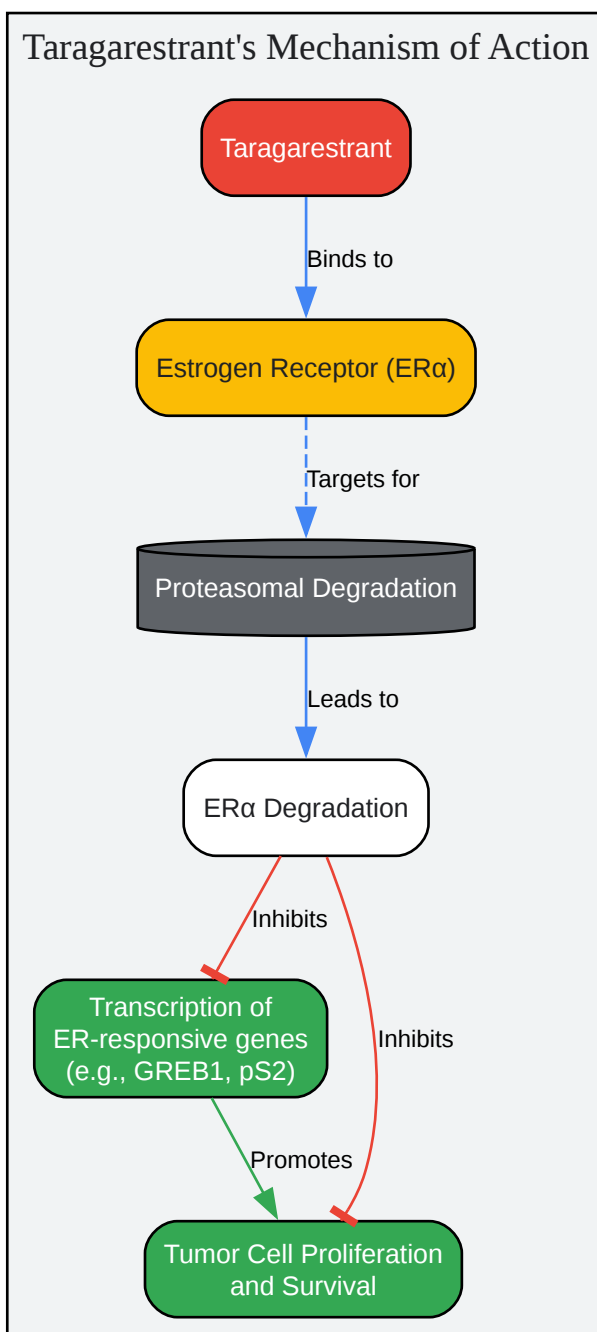 Taragarestrant's Mechanism of Action
Taragarestrant
Binds to
Estrogen Receptor (ERα)
Targets for
Proteasomal Degradation
Leads to
ERα Degradation
Inhibits
Transcription of
ER-responsive genes
(e.g., GREB1, pS2)
Inhibits
Promotes
Tumor Cell Proliferation
and Survival